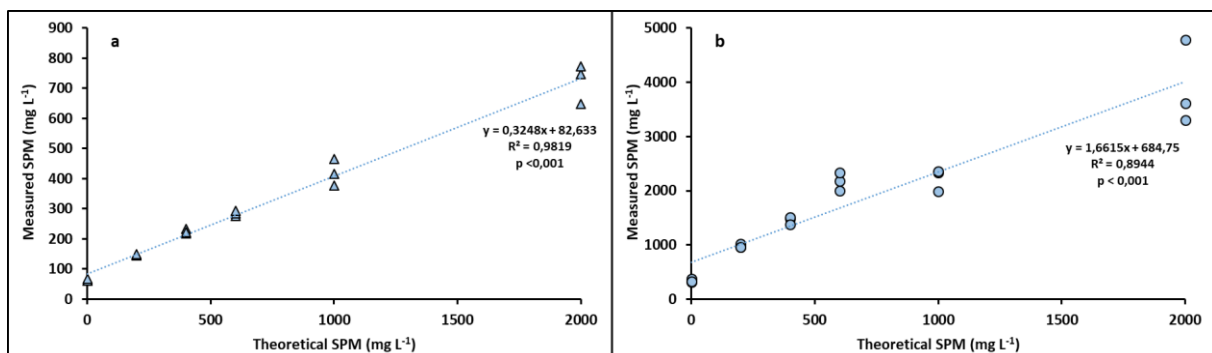 a
900
800
700
600
500
400
300
200
100
0
Measured SPM (mg L⁻¹)
y = 0,3248x + 82,633
R² = 0,9819
p <0,001
0 500 1000 1500 2000
Theoretical SPM (mg L⁻¹)
b
5000
4000
3000
2000
1000
0
Measured SPM (mg L⁻¹)
y = 1,6615x + 684,75
R² = 0,8944
p < 0,001
0 500 1000 1500 2000
Theoretical SPM (mg L⁻¹)